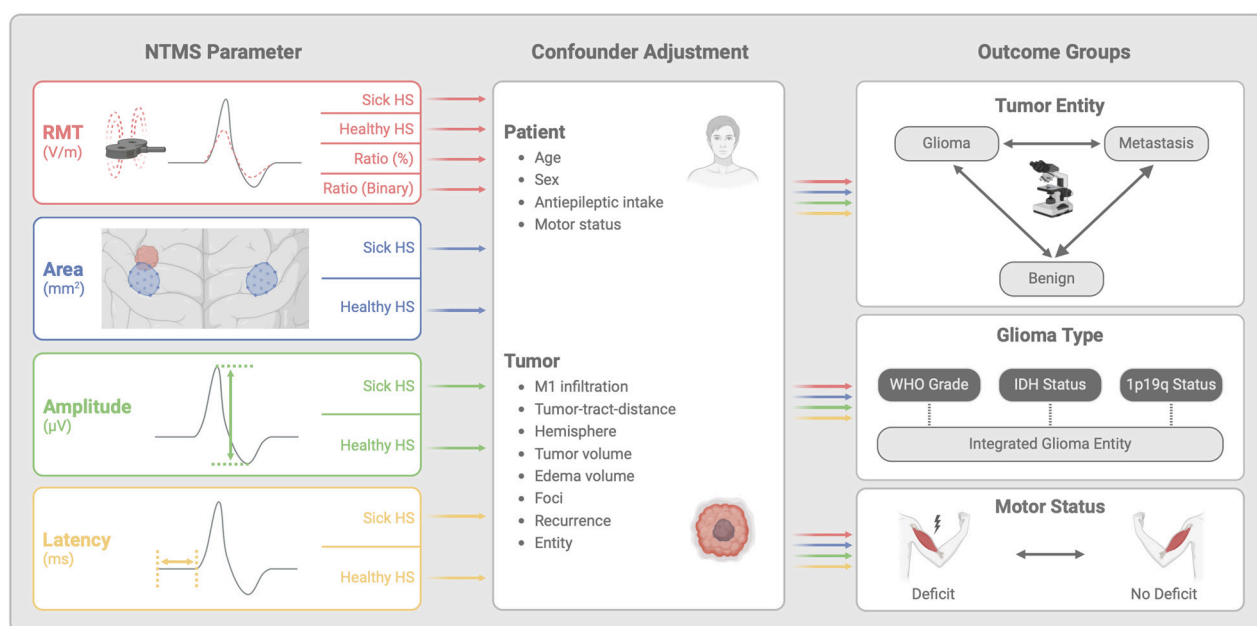 NTMS Parameter
RMT
(V/m)
Sick HS
Healthy HS
Ratio (%)
Ratio (Binary)
Area
(mm²)
Sick HS
Healthy HS
Amplitude
(μV)
Sick HS
Healthy HS
Latency
(ms)
Sick HS
Healthy HS
Confounder Adjustment
Patient
• Age
• Sex
• Antiepileptic intake
• Motor status
Tumor
• M1 infiltration
• Tumor-tract-distance
• Hemisphere
• Tumor volume
• Edema volume
• Foci
• Recurrence
• Entity
Outcome Groups
Tumor Entity
Glioma
Metastasis
Benign
Glioma Type
WHO Grade
IDH Status
1p19q Status
Integrated Glioma Entity
Motor Status
Deficit
No Deficit